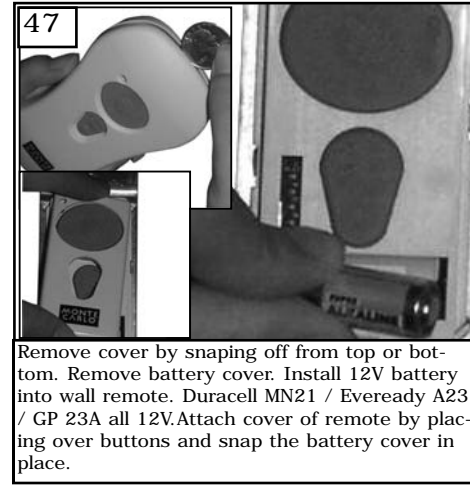 47
MONTE
CARLO
SUPER
ALKALINE
Remove cover by snaping off from top or bot-
tom. Remove battery cover. Install 12V battery
into wall remote. Duracell MN21 / Eveready A23
/ GP 23A all 12V.Attach cover of remote by plac-
ing over buttons and snap the battery cover in
place.